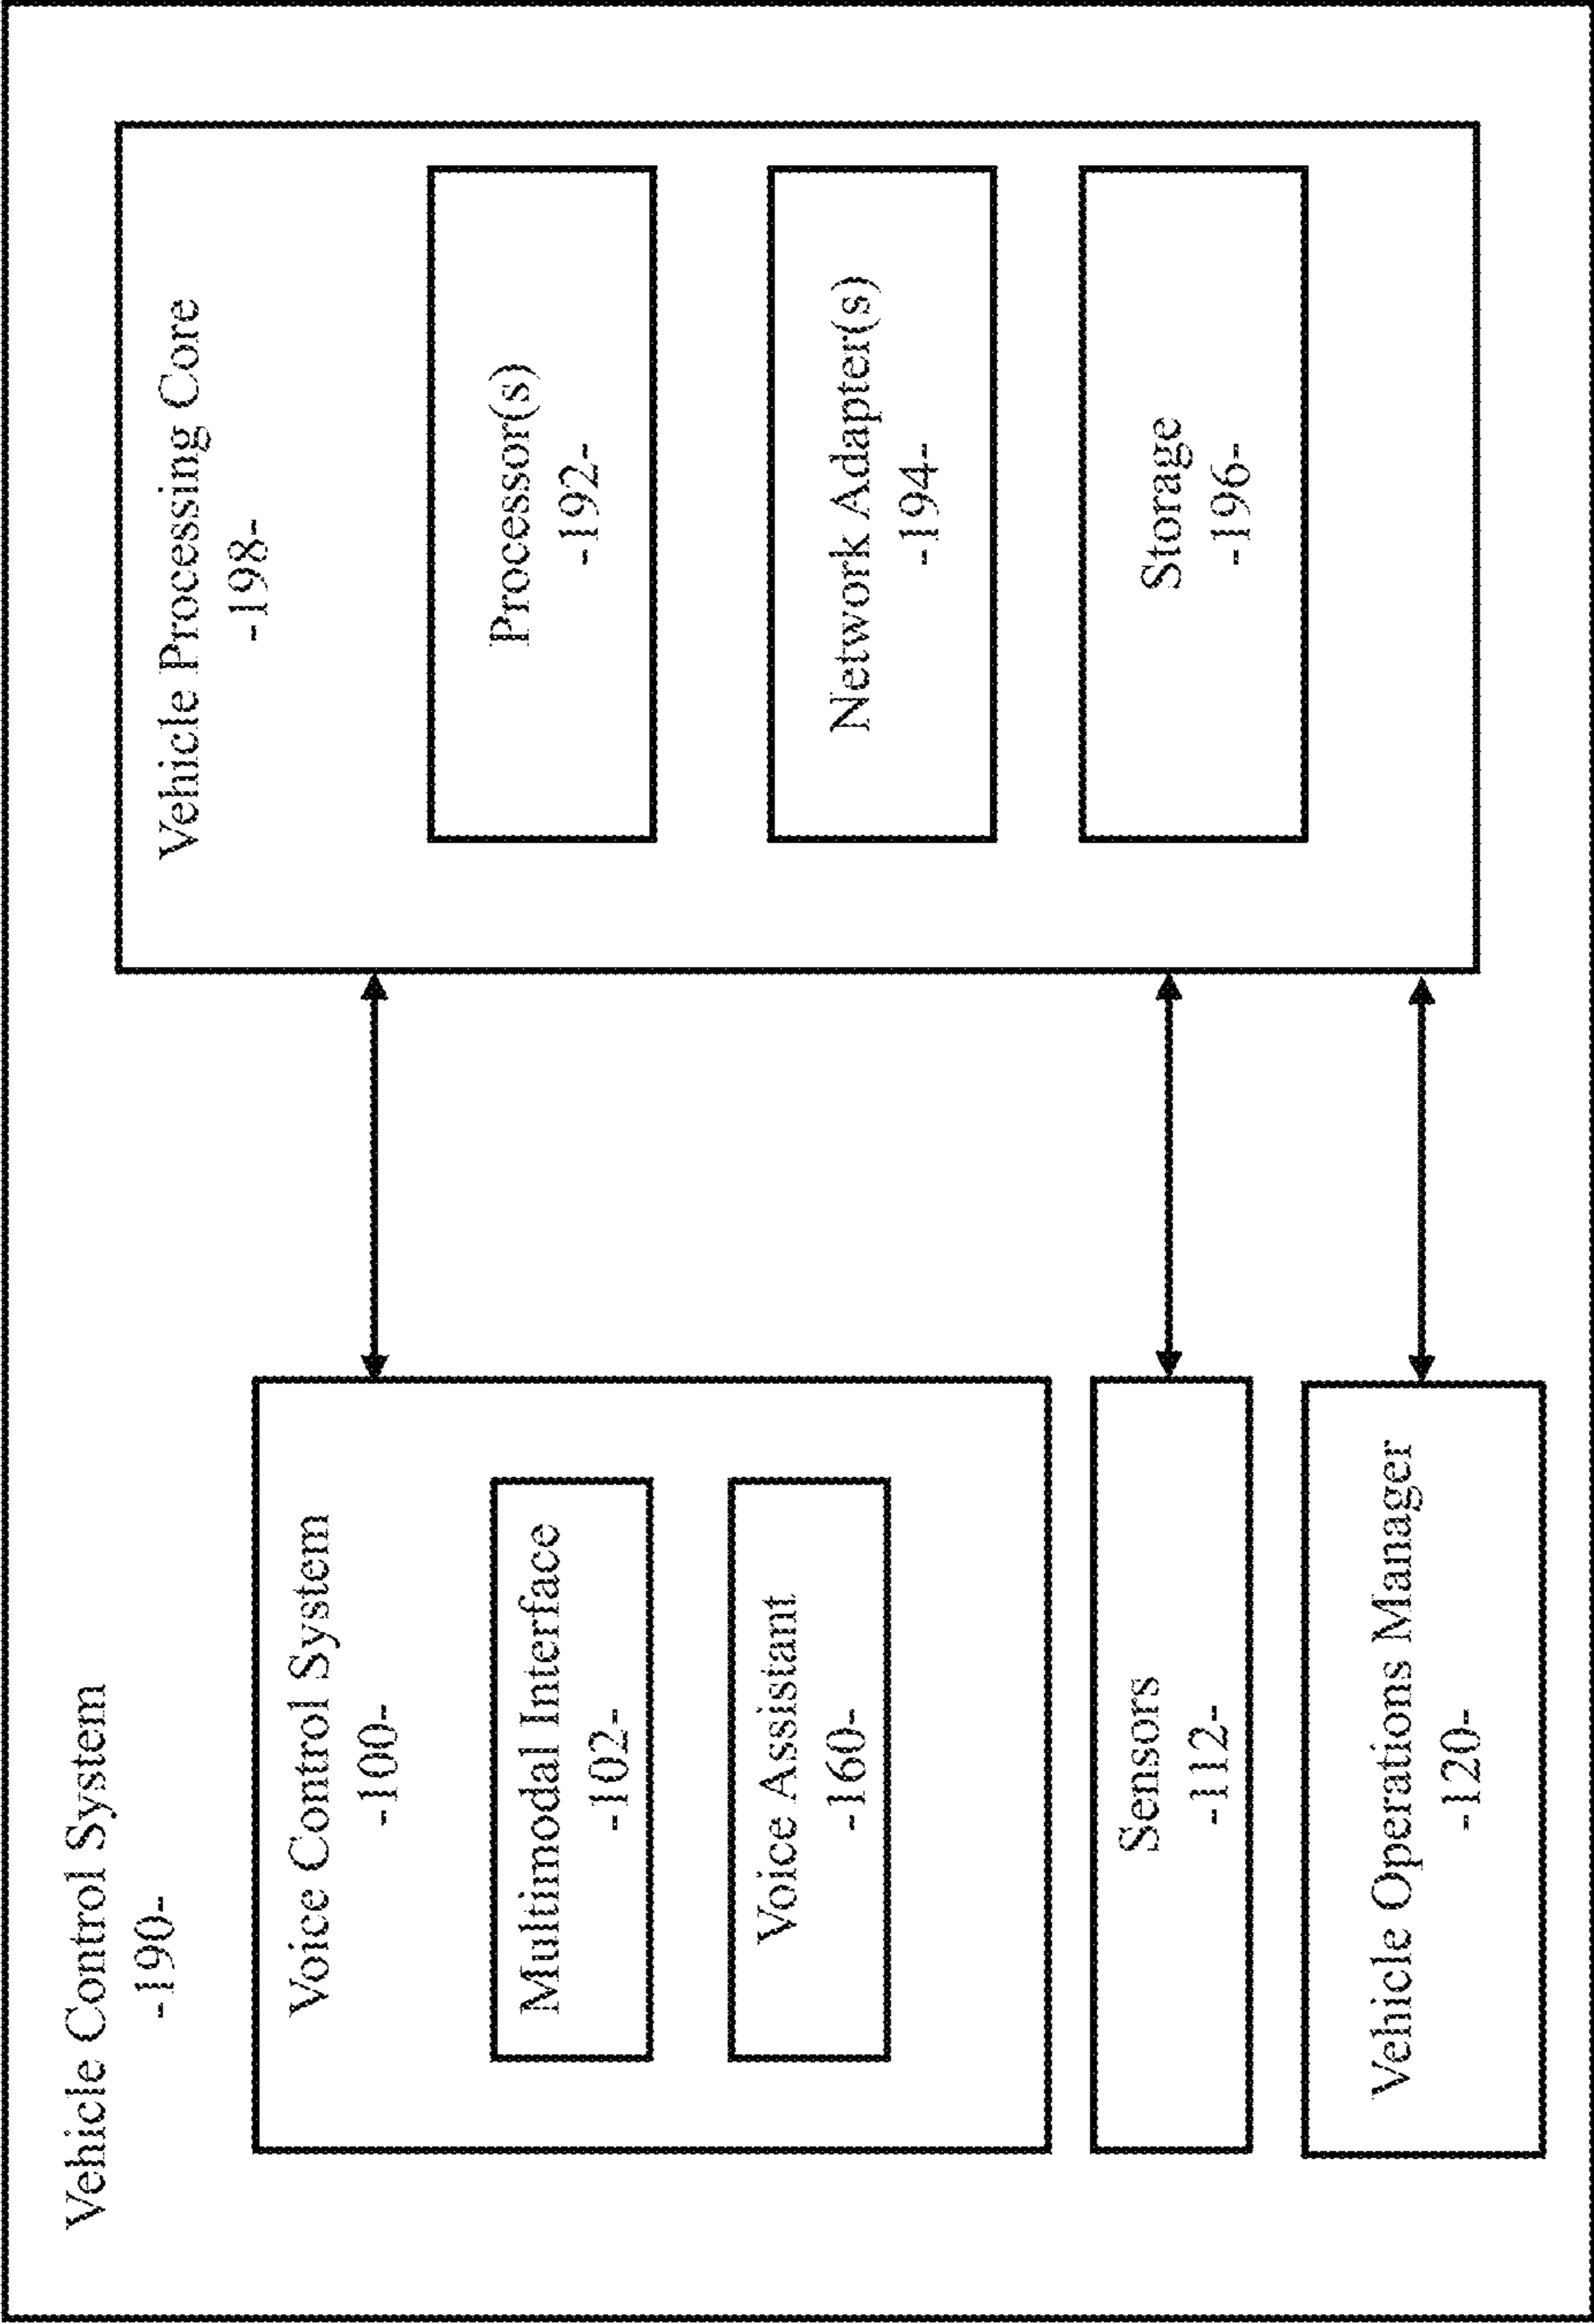 Vehicle Control System
-190-
Voice Control System
-100-
Multimodal Interface
-102-
Voice Assistant
-160-
Sensors
-112-
Vehicle Operations Manager
-120-
Vehicle Processing Core
-198-
Processor(s)
-192-
Network Adapter(s)
-194-
Storage
-196-